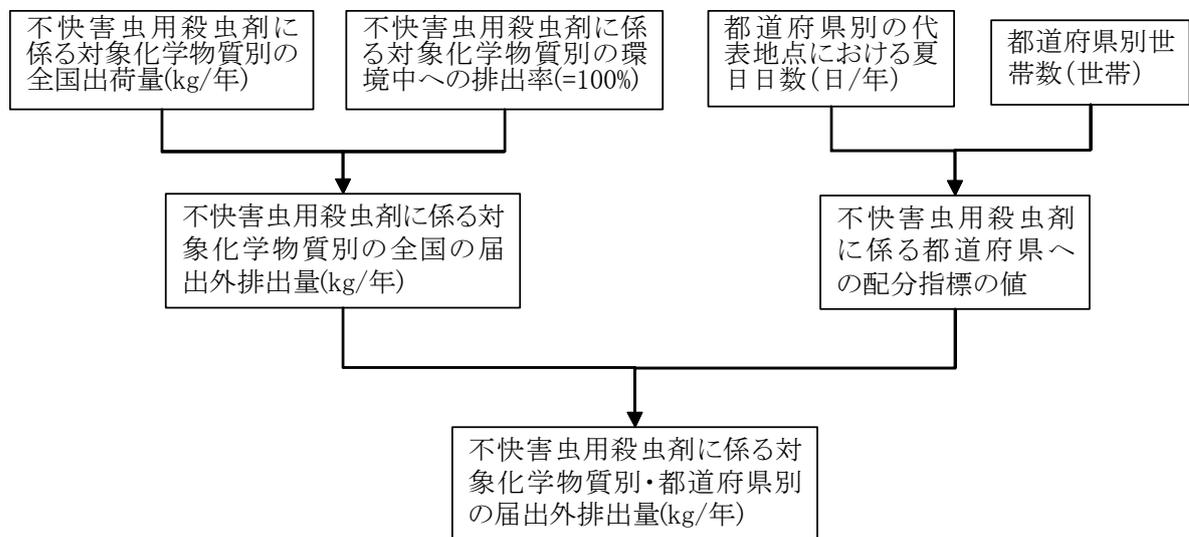 不快害虫用殺虫剤に
係る対象化学物質別の
全国出荷量(kg/年)
不快害虫用殺虫剤に係
る対象化学物質別の環
境中への排出率(=100%)
都道府県別の代
表地点における夏
日日数(日/年)
都道府県別世
帯数(世帯)
不快害虫用殺虫剤に係る対
象化学物質別の全国の届
出外排出量(kg/年)
不快害虫用殺虫剤
に係る都道府県へ
の配分指標の値
不快害虫用殺虫剤に係る対
象化学物質別・都道府県別
の届出外排出量(kg/年)